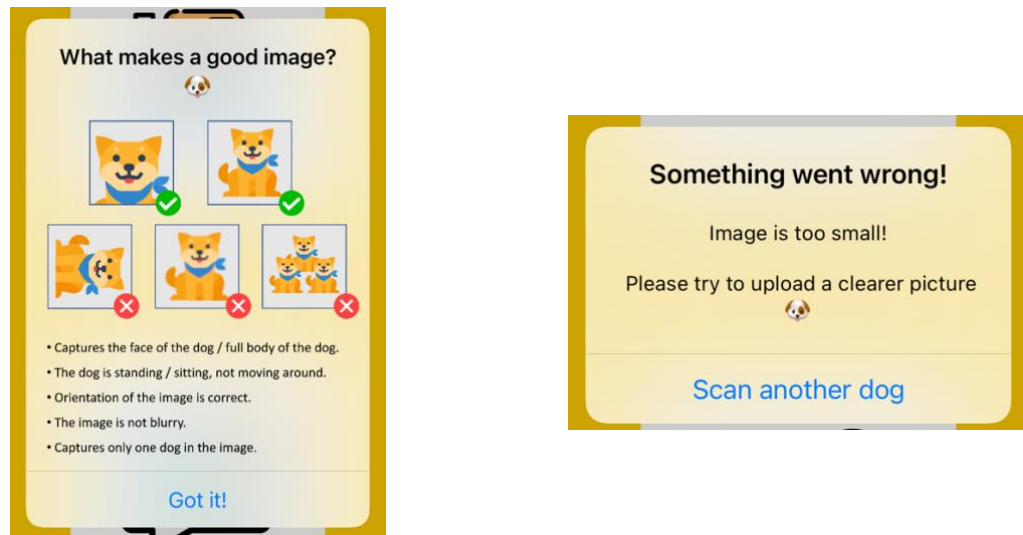 What makes a good image?
• Captures the face of the dog / full body of the dog.
• The dog is standing / sitting, not moving around.
• Orientation of the image is correct.
• The image is not blurry.
• Captures only one dog in the image.
Got it!
Something went wrong!
Image is too small!
Please try to upload a clearer picture
Scan another dog